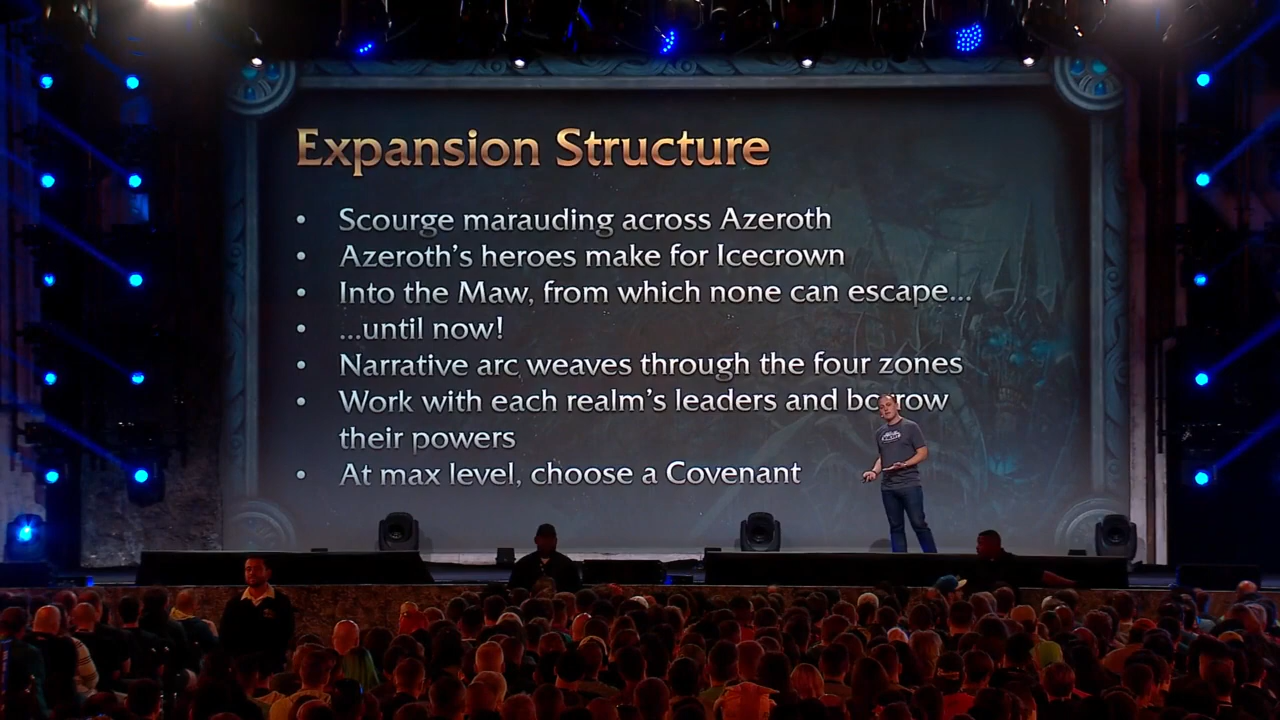 Expansion Structure
• Scourge marauding across Azeroth
• Azeroth's heroes make for Icecrown
• Into the Maw, from which none can escape...
• ...until now!
• Narrative arc weaves through the four zones
• Work with each realm's leaders and borrow
their powers
• At max level, choose a Covenant